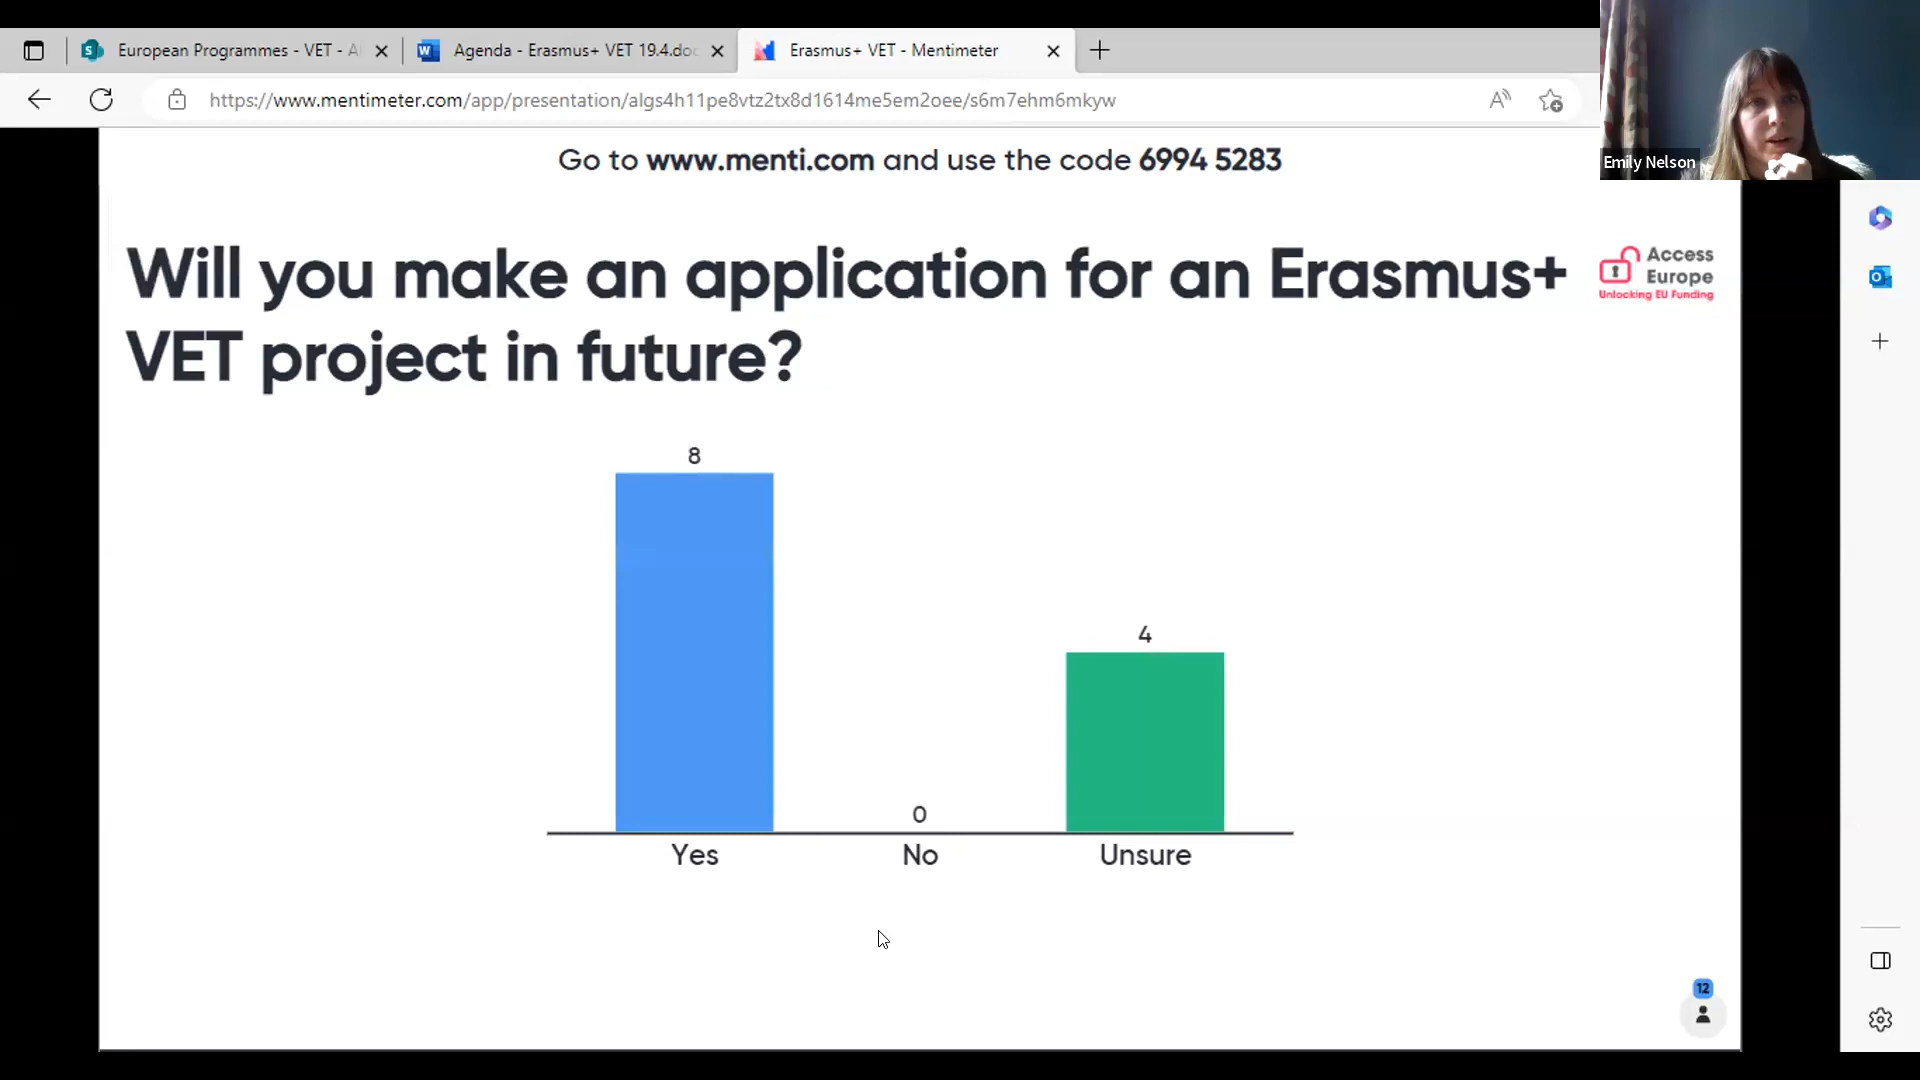 European Programmes - VET - A
Agenda - Erasmus+ VET 19.4.doc
Erasmus+ VET - Mentimeter
https://www.mentimeter.com/app/presentation/algs4h11pe8vtz2tx8d1614me5em2oee/s6m7ehm6mkyw
Emily Nelson
Go to www.menti.com and use the code 6994 5283
Will you make an application for an Erasmus+
VET project in future?
Access
Europe
Unlocking EU Funding
8
4
0
Yes
No
Unsure
12